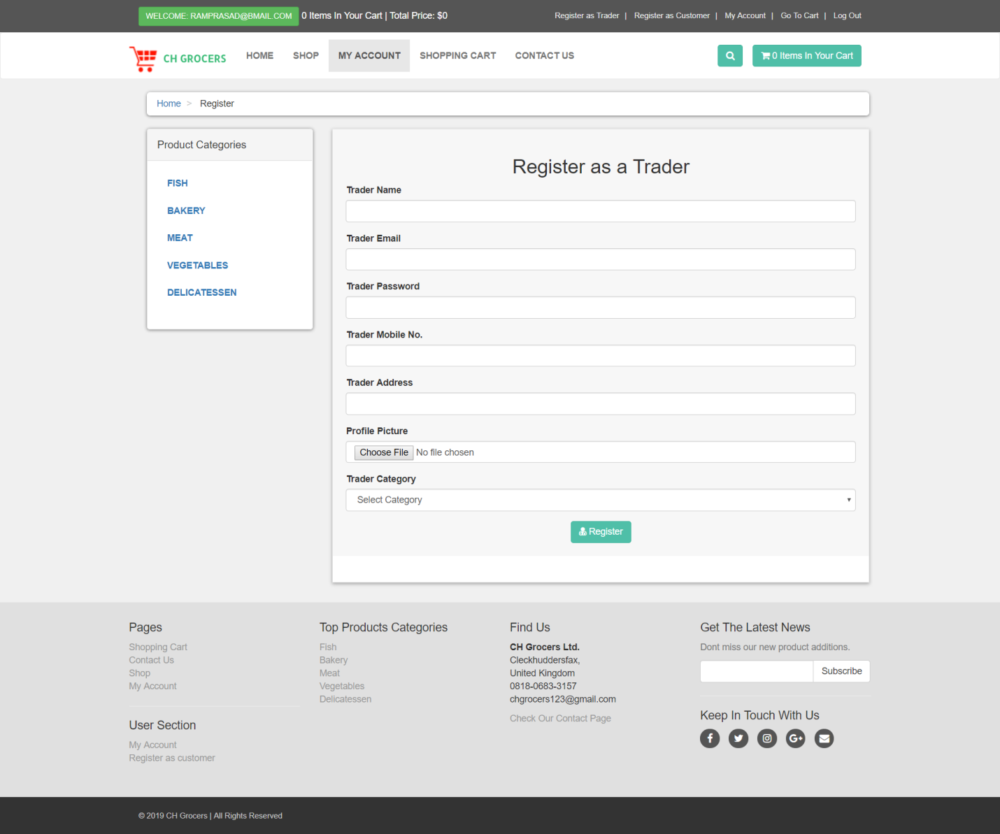 WELCOME: RAMPRASAD@BMAIL.COM 0 Items In Your Cart | Total Price: $0
Register as Trader | Register as Customer | My Account | Go To Cart | Log Out
CH GROCERS
HOME SHOP MY ACCOUNT SHOPPING CART CONTACT US
0 Items In Your Cart
Home > Register
Product Categories
FISH
BAKERY
MEAT
VEGETABLES
DELICATESSEN
Register as a Trader
Trader Name
Trader Email
Trader Password
Trader Mobile No.
Trader Address
Profile Picture
Choose File No file chosen
Trader Category
Select Category
Register
Pages
Shopping Cart
Contact Us
Shop
My Account
User Section
My Account
Register as customer
Top Products Categories
Fish
Bakery
Meat
Vegetables
Delicatessen
Find Us
CH Grocers Ltd.
Cleckhuddersfax,
United Kingdom
0818-0683-3157
chgrocers123@gmail.com
Check Our Contact Page
Get The Latest News
Dont miss our new product additions.
Subscribe
Keep In Touch With Us
© 2019 CH Grocers | All Rights Reserved